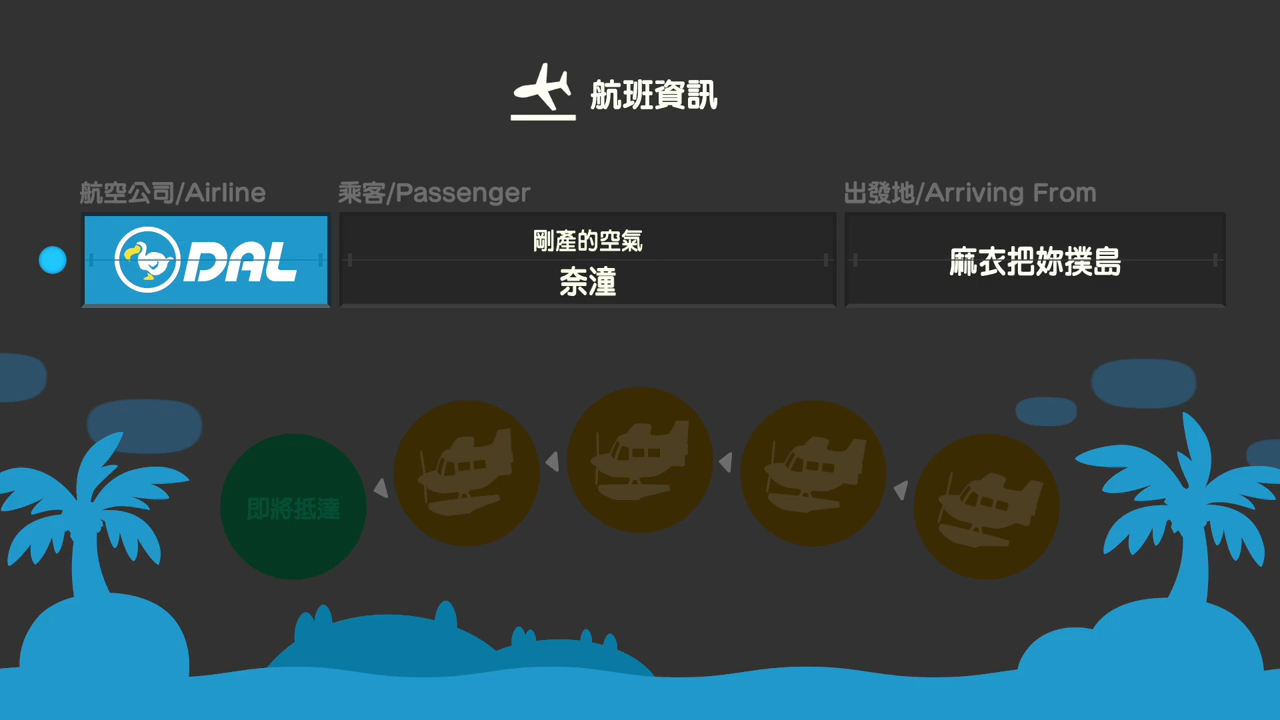 航班資訊
航空公司/Airline
乘客/Passenger
出發地/Arriving From
DAL
剛產的空氣
奈潼
麻衣把妳撲島
即將抵達